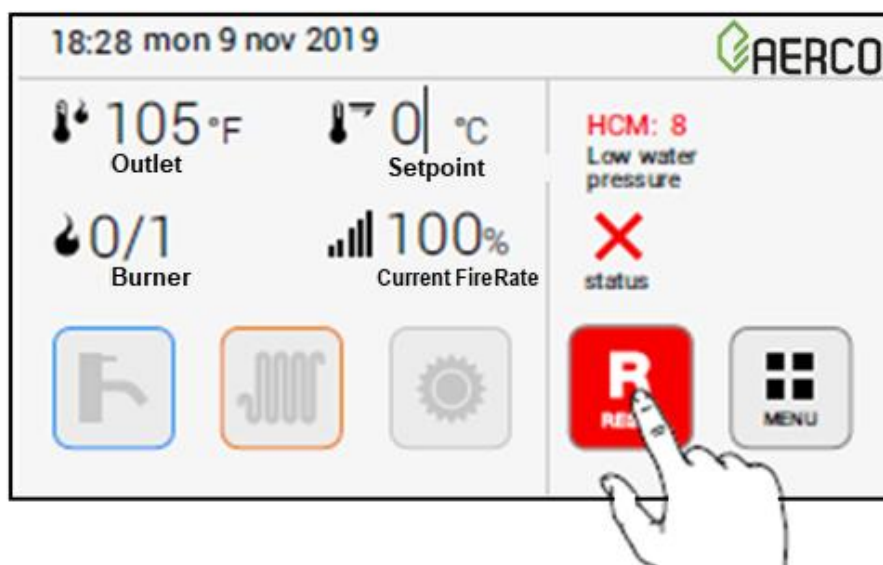 18:28 mon 9 nov 2019
AERCO
105 °F
Outlet
0 °C
Setpoint
HCM: 8
Low water
pressure
0/1
Burner
100%
Current FireRate
status
R
MENU